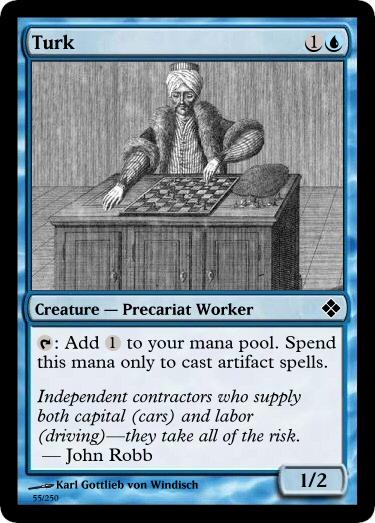 Turk 1
Creature — Precariat Worker
: Add 1 to your mana pool. Spend
this mana only to cast artifact spells.
Independent contractors who supply
both capital (cars) and labor
(driving)—they take all of the risk.
— John Robb
1/2
Karl Gottlieb von Windisch
55/250